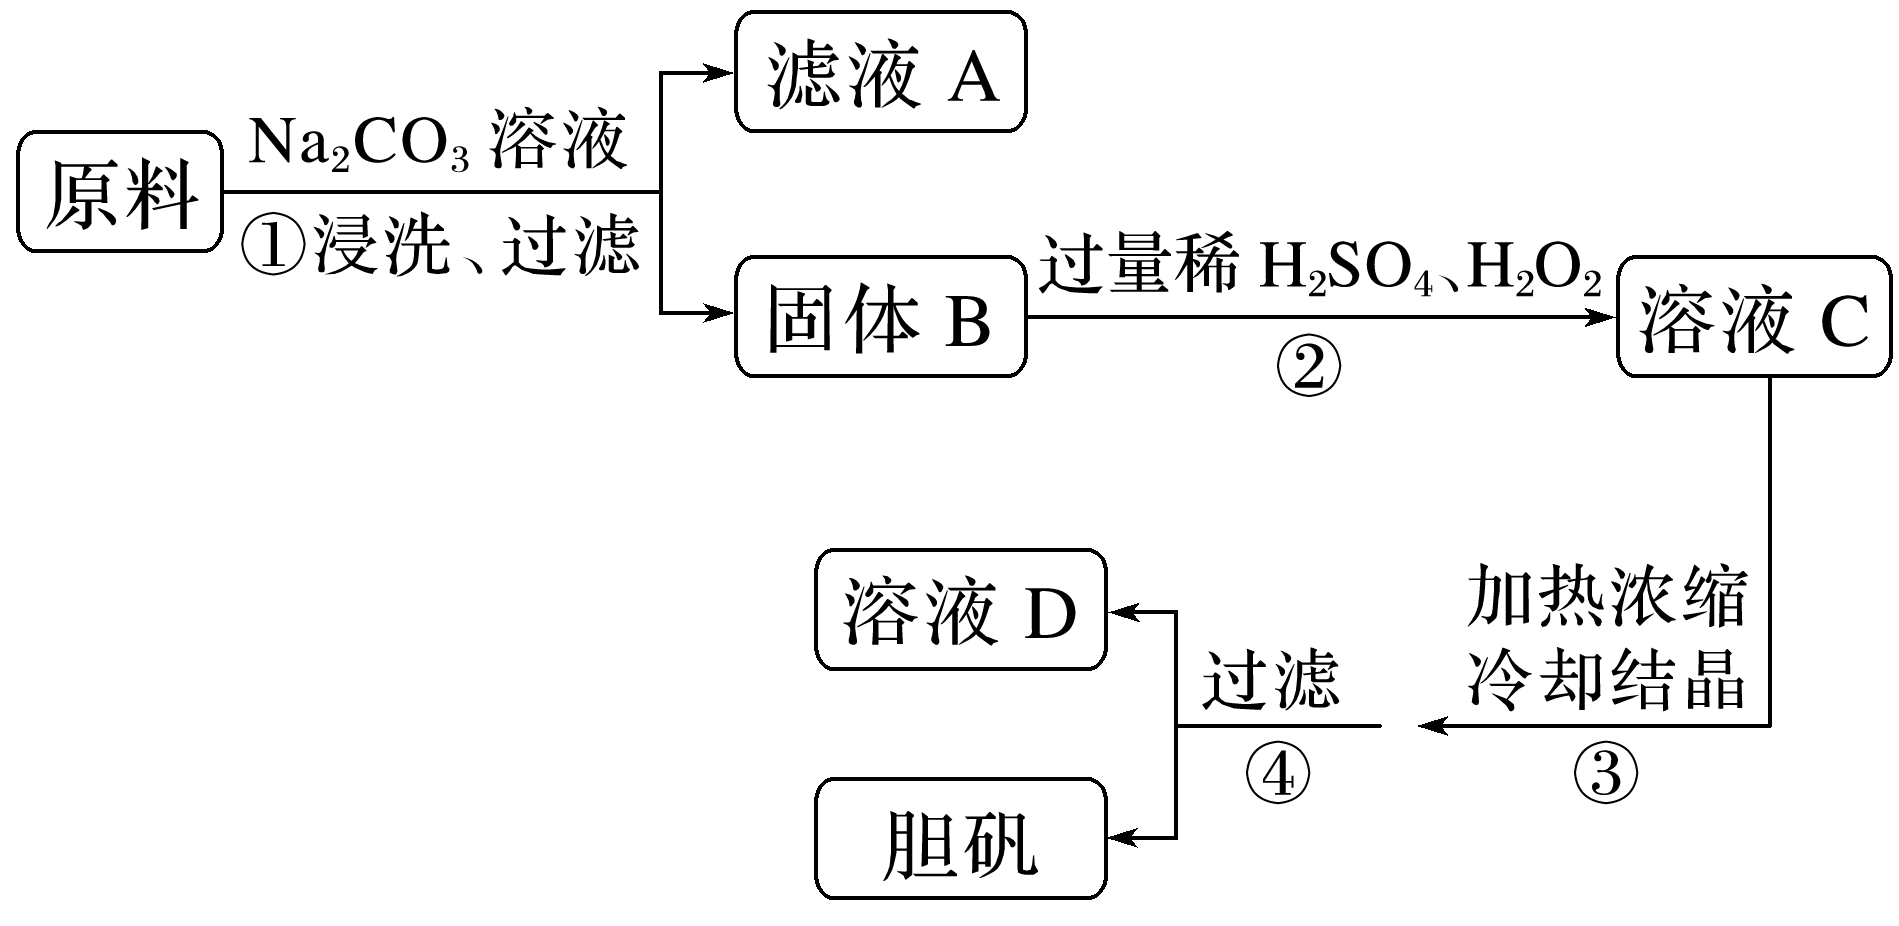 滤液 A
原料
Na₂CO₃ 溶液
①浸洗、过滤
固体 B
过量稀 H₂SO₄、H₂O₂
②
溶液 C
溶液 D
过滤
④
加热浓缩
冷却结晶
③
胆矾